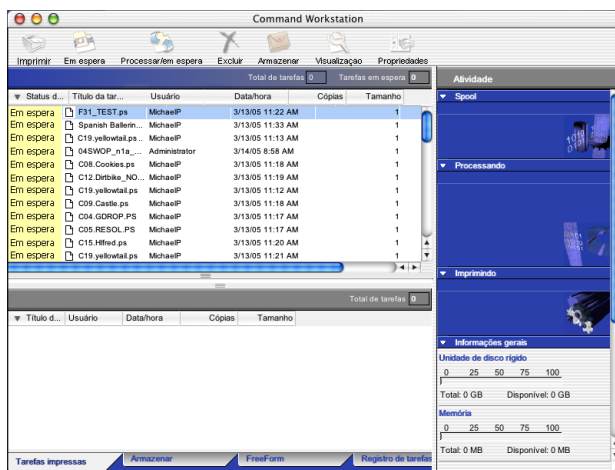 Command Workstation
Imprimir Em espera Processar/em espera Excluir Armazenar Visualização Propriedades
Total de tarefas 0 Tarefas em espera 0
Status d... Título da tar... Usuário Data/hora Cópias Tamanho
Em espera F31_TEST.ps MichaelP 3/13/05 11:22 AM 1
Em espera Spanish Ballerin... MichaelP 3/13/05 11:33 AM 1
Em espera C19.yellowtail.ps... MichaelP 3/13/05 11:13 AM 1
Em espera 04SWOP_n1a_... Administrator 3/14/05 8:58 AM 1
Em espera C08.Cookies.ps MichaelP 3/13/05 11:18 AM 1
Em espera C12.Dirtbike_NO... MichaelP 3/13/05 11:19 AM 1
Em espera C19.yellowtail.ps MichaelP 3/13/05 11:12 AM 1
Em espera C09.Castle.ps MichaelP 3/13/05 11:18 AM 1
Em espera C04.GDROP.PS MichaelP 3/13/05 11:17 AM 1
Em espera C05.RESOL.PS MichaelP 3/13/05 11:17 AM 1
Em espera C15.Hlfred.ps MichaelP 3/13/05 11:20 AM 1
Em espera C19.yellowtail.ps MichaelP 3/13/05 11:21 AM 1
Total de tarefas 0
Título d... Usuário Data/hora Cópias Tamanho
Tarefas impressas Armazenar FreeForm Registro de tarefas
Atividade
Spool
Processando
Imprimindo
Informações gerais
Unidade de disco rígido
0 25 50 75 100
Total: 0 GB Disponível: 0 GB
Memória
0 25 50 75 100
Total: 0 MB Disponível: 0 MB